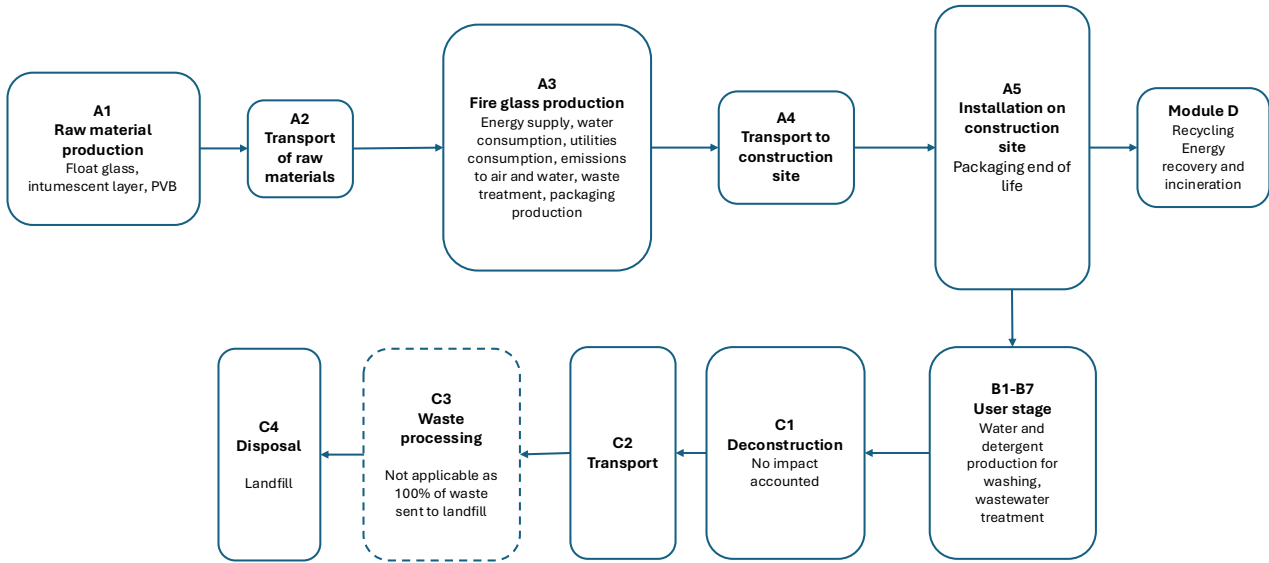 A1
Raw material
production
Float glass,
intumescent layer, PVB
A2
Transport
of raw
materials
A3
Fire glass production
Energy supply, water
consumption, utilities
consumption, emissions
to air and water, waste
treatment, packaging
production
A4
Transport to
construction
site
A5
Installation on
construction
site
Packaging end of
life
Module D
Recycling
Energy
recovery and
incineration
C4
Disposal
Landfill
C3
Waste
processing
Not applicable as
100% of waste
sent to landfill
C2
Transport
C1
Deconstruction
No impact
accounted
B1-B7
User stage
Water and
detergent
production for
washing,
wastewater
treatment